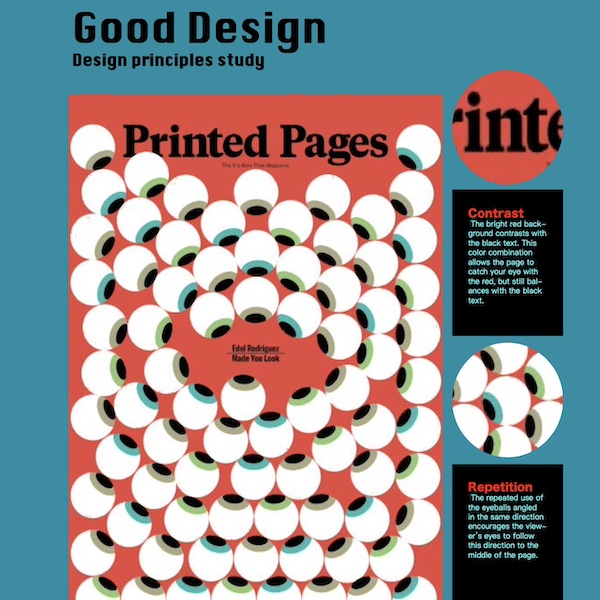 Good Design
Design principles study
Printed Pages
The It's Nice That Magazine
Edel Rodriguez
Made You Look
rinte
Contrast
The bright red back-
ground contrasts with
the black text. This
color combination
allows the page to
catch your eye with
the red, but still bal-
ances with the black
text.
Repetition
The repeated use of
the eyeballs angled
in the same direction
encourages the view-
er's eyes to follow
this direction to the
middle of the page.